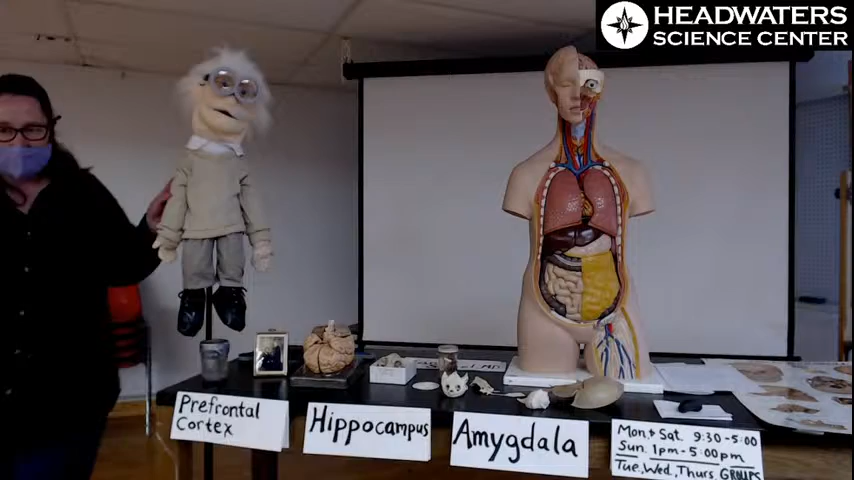 HEADWATERS
SCIENCE CENTER
Prefrontal
Cortex
Hippocampus
Amygdala
Mon + Sat. 9:30-5:00
Sun. 1pm-5:00pm
Tue, Wed, Thurs GROUPS